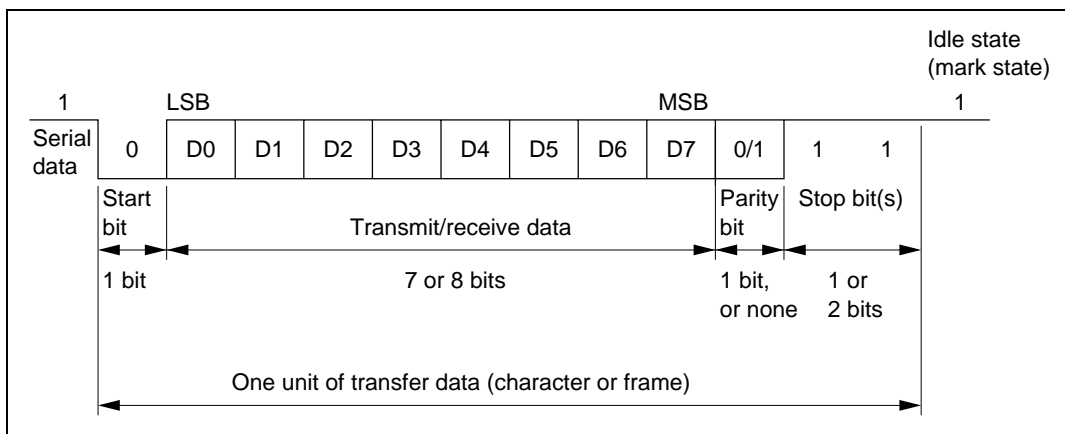 Idle state
(mark state)
1 LSB MSB 1
Serial
data
0 D0 D1 D2 D3 D4 D5 D6 D7 0/1 1 1
Start
bit
Transmit/receive data
Parity
bit
Stop bit(s)
1 bit
7 or 8 bits
1 bit,
or none
1 or
2 bits
One unit of transfer data (character or frame)